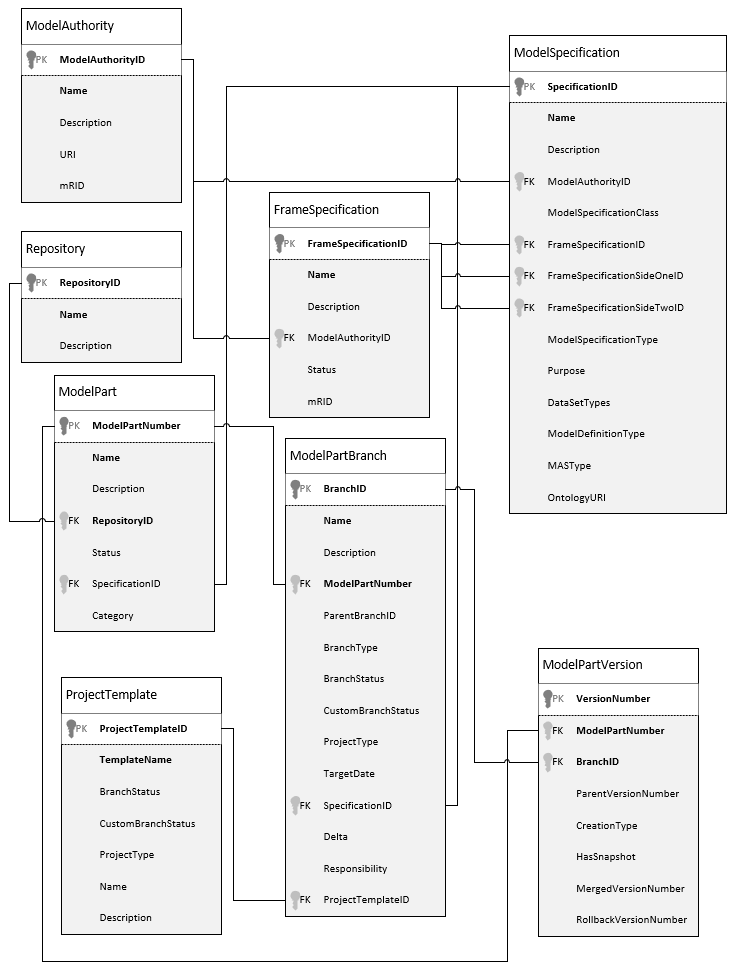 ModelAuthority
PK ModelAuthorityID
Name
Description
URI
mRID
ModelSpecification
PK SpecificationID
Name
Description
FK ModelAuthorityID
ModelSpecificationClass
FK FrameSpecificationID
FK FrameSpecificationSideOneID
FK FrameSpecificationSideTwoID
ModelSpecificationType
Purpose
DataSetTypes
ModelDefinitionType
MASType
OntologyURI
FrameSpecification
PK FrameSpecificationID
Name
Description
FK ModelAuthorityID
Status
mRID
Repository
PK RepositoryID
Name
Description
ModelPart
PK ModelPartNumber
Name
Description
FK RepositoryID
Status
FK SpecificationID
Category
ModelPartBranch
PK BranchID
Name
Description
FK ModelPartNumber
ParentBranchID
BranchType
BranchStatus
CustomBranchStatus
ProjectType
TargetDate
FK SpecificationID
Delta
Responsibility
FK ProjectTemplateID
ProjectTemplate
PK ProjectTemplateID
TemplateName
BranchStatus
CustomBranchStatus
ProjectType
Name
Description
ModelPartVersion
PK VersionNumber
FK ModelPartNumber
FK BranchID
ParentVersionNumber
CreationType
HasSnapshot
MergedVersionNumber
RollbackVersionNumber